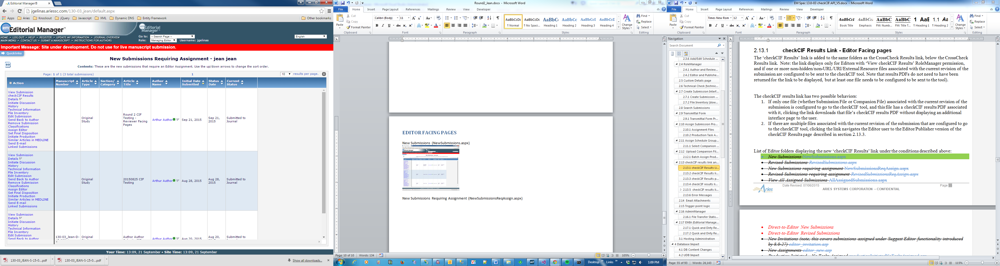 Editorial Manager®
jgelinas.ariessc.com/130-03_jean/default.aspx
Apps Aries Knockout jQuery Javascript XML Dynamic DNS Entity Framework Other bookmarks
em Editorial Manager™
em Editorial Manager™
HOME • LOG OUT • HELP • REGISTER • UPDATE MY INFORMATION • JOURNAL OVERVIEW
MAIN MENU • CONTACT US • SUBMIT A MANUSCRIPT • INSTRUCTIONS FOR AUTHORS
Go to: -- Search Page --
Role: Managing Editor Username: jgelinas
English
Important Message: Site under development. Do not use for live manuscript submission.
Quicklinks
New Submissions Requiring Assignment - jean jean
Contents: These are the new submissions that require an Editor Assignment. Use the up/down arrows to change the sort order.
Page: 1 of 1 (3 total submissions) 1 10 results per page.
Action
Manuscript Number
Article Type
Section/ Category
Article Title
Author Name
Initial Date Submitted
Status Date
Current Status
View Submission
checkCIF Results
Details
Initiate Discussion
History
Technical Information
File Inventory
Edit Submission
Send Back to Author
Remove Submission
Classifications
Assign Editor
Set Final Disposition
Initiate Production
Similar Articles in MEDLINE
Send E-mail
Linked Submissions
Original Study
Round 2 CIF Testing - Reviewer Facing Pages
Arthur Author
Sep 21, 2015
Sep 21, 2015
Submitted to Journal
View Submission
Details
Initiate Discussion
History
Technical Information
File Inventory
Edit Submission
Send Back to Author
Remove Submission
Classifications
Assign Editor
Set Final Disposition
Initiate Production
Similar Articles in MEDLINE
Send E-mail
Linked Submissions
Original Study
20150825 CIF Testing
Arthur Author
Aug 28, 2015
Aug 28, 2015
Submitted to Journal
View Submission
Details
Initiate Discussion
History
Technical Information
File Inventory
Edit Submission
Send Back to Author
130-03_Jean-D-
Original
Author Author
Arthur Author
Aug 20, 2015
Aug 20,
Submitted to
Your Time: 13:09, 21 September • Site Time: 13:09, 21 September
130-03_JEAN-S-15-0....pdf
130-03_JEAN-S-15-0....pdf
Show all downloads...
Round2_Jean.docx - Microsoft Word
File Home Insert Page Layout References Mailings Review View Developer
Paste
Cut
Copy
Format Painter
Clipboard
Calibri (Body) 11
Font
Paragraph
¶ Normal
¶ No Spaci...
Heading 1
Heading 2
Heading 3
Heading 4
Change Styles
Styles
Find
Replace
Select
Editing
EDITOR FACING PAGES
New Submissions (NewSubmissions.aspx)
New Submissions Requiring Assignment (NewSubmissionsReqAssign.aspx)
Page: 10 of 10 Words: 134
105%
Desktop Links 1:09 PM
EM Spec 13.0-03 checkCIF API_V5.docx - Microsoft Word
File Home Insert Page Layout References Mailings Review View Developer
Paste
Cut
Copy
Format Painter
Clipboard
Times New Rom 12
Font
Paragraph
Book Title
Emphasis
FM: Numb...
FM: Title T...
¶ Heading 1
¶ Heading 2
Change Styles
Styles
Find
Replace
Select
Editing
Navigation
Search Document
2.3.6 Add/Edit Schedule ...
2.4 RoleManager
2.4.1 Author and Review...
2.4.2 Editor and Publishe...
2.5 Custom Details page
2.6 Technical Check [technic...
2.7 Create Submission Interf...
2.7.1 Create Submission ...
2.7.2 File Inventory [dow...
2.8 Search Submissions
2.9 Transmittal Form
2.9.1 Transmittal Form Pr...
2.10 Assign Submission Pro...
2.10.1 Assignment Files
2.10.2 Production Task A...
2.11 Assign Schedule Group...
2.11.1 Select Companion ...
2.12 Upload Companion Fil...
2.12.1 Batch Assign Prod...
2.13 checkCIF results link an...
2.13.1 checkCIF Results Li...
2.13.2 checkCIF Results li...
2.13.3 checkCIF Results p...
2.13.4 checkCIF results li...
2.13.5 checkCIF results li...
2.13.6 Error Messages
2.14 Email Attachments
2.15 Trigger point logic
2.16 AdminManager
2.16.1 File Transfer Statis...
2.17 EMIA (Editorial Manage...
2.17.1 Quick and Dirty Re...
2.17.2 Quick and Dirty Re...
3.1 Hosting Administration
4 Database Impact
4.1 DB Content Changes
4.2 UDB Impact
2.13.1 checkCIF Results Link - Editor Facing pages
The ‘checkCIF Results’ link is added to the same folders as the CrossCheck Results link, below the CrossCheck
Results link. Note: the link displays only for Editors with ‘View checkCIF Results’ RoleManager permission,
and if one or more non-hidden/non-URL/URI/External Resource files associated with the current revision of the
submission are configured to be sent to the checkCIF tool. Note that results PDFs do not need to have been
returned for the link to be displayed, but at least one file needs to be configured to be sent to the tool).
The checkCIF results link has two possible behaviors:
1. If only one file (whether Submission File or Companion File) associated with the current revision of the
submission is configured to go to the checkCIF tool, and this file has a checkCIF results PDF associated
with it, clicking the link downloads that file’s checkCIF results PDF without displaying an additional
interface page to the user.
2. If there are multiple files associated with the current revision of the submission that are configured to go
to the checkCIF tool, clicking the link navigates the Editor user to the Editor/Publisher version of the
checkCIF Results page described in section 2.13.3.
List of Editor folders displaying the new ‘checkCIF Results’ link under the conditions described above:
• New Submissions NewSubmissions.aspx
• Revised Submissions RevisedSubmissions.aspx
• New Submissions requiring assignment NewSubmissionsReqAssign.aspx
• Revised Submissions requiring assignment RevisedSubmissionsReqAssign.aspx
• View All Assigned Submissions AllAssignedSubmissions.aspx
Aries
Date Revised: 07/06/2015
Page 55
ARIES SYSTEMS CORPORATION – CONFIDENTIAL
• Direct-to-Editor New Submissions
• Direct-to-Editor Revised Submissions
• New Invitations (note, this covers submissions assigned under Suggest Editor functionality introduced
by 8.0-27) editor_invitation.asp
• New Assignments editor_new.asp
Page: 55 of 93 Words: 24,143
115%